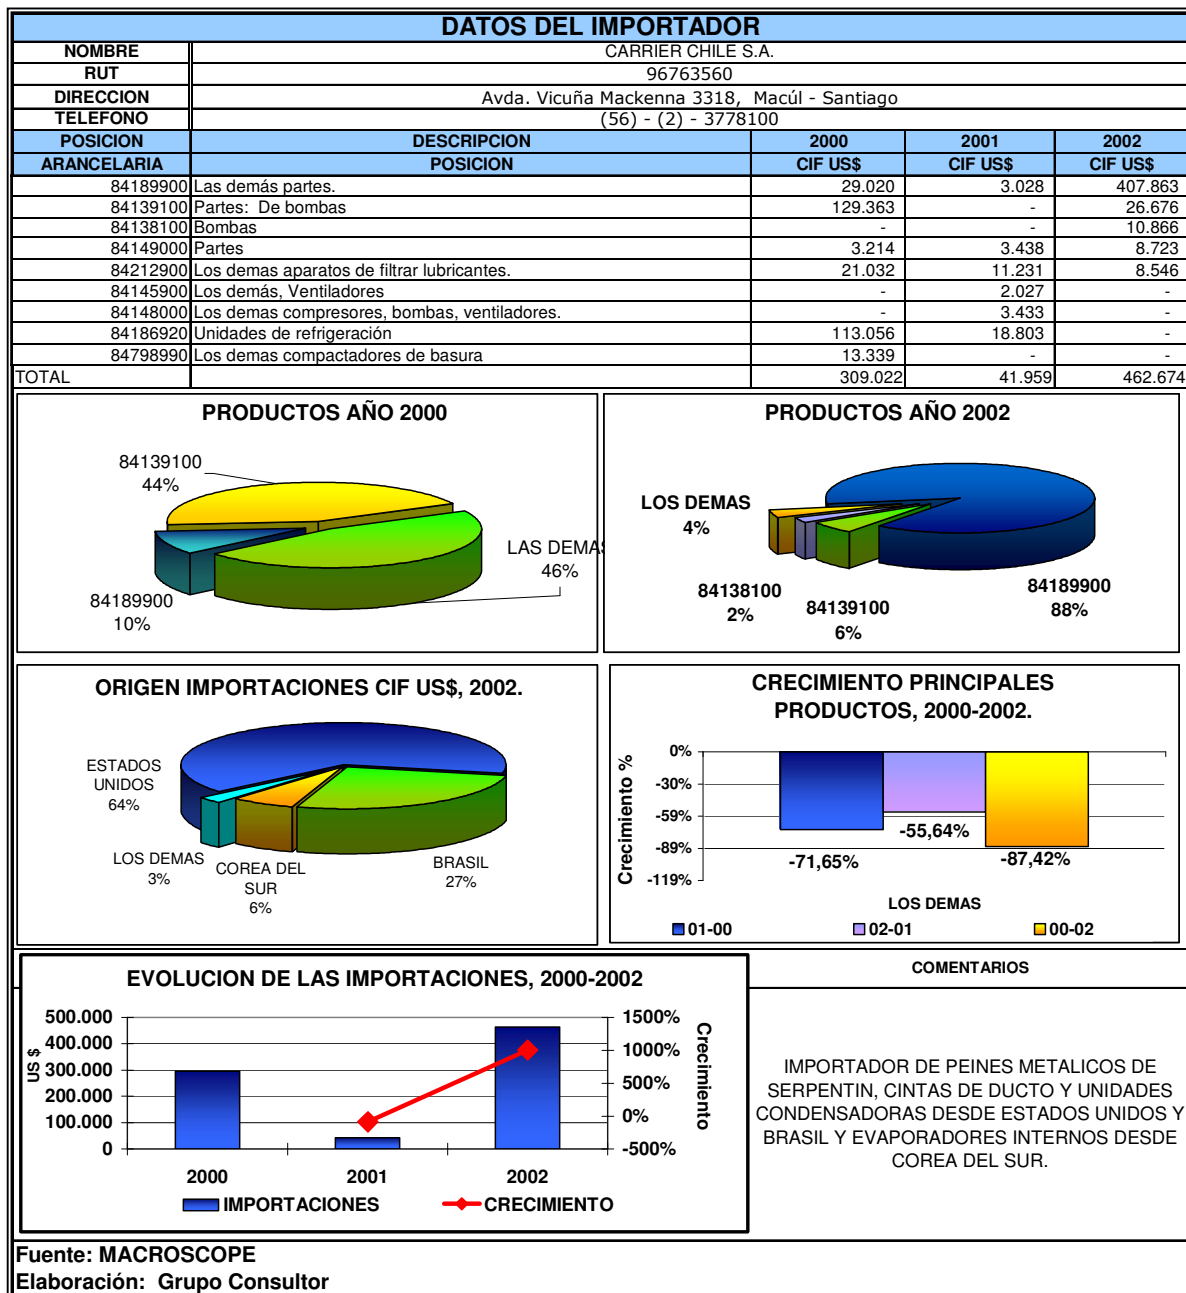 DATOS DEL IMPORTADOR
NOMBRE CARRIER CHILE S.A.
RUT 96763560
DIRECCION Avda. Vicuña Mackenna 3318, Macúl - Santiago
TELEFONO (56) - (2) - 3778100
POSICION DESCRIPCION 2000 2001 2002
ARANCELARIA POSICION CIF US$ CIF US$ CIF US$
84189900 Las demás partes. 29.020 3.028 407.863
84139100 Partes: De bombas 129.363 - 26.676
84138100 Bombas - - 10.866
84149000 Partes 3.214 3.438 8.723
84212900 Los demas aparatos de filtrar lubricantes. 21.032 11.231 8.546
84145900 Los demás, Ventiladores - 2.027 -
84148000 Los demas compresores, bombas, ventiladores. - 3.433 -
84186920 Unidades de refrigeración 113.056 18.803 -
84798990 Los demas compactadores de basura 13.339 - -
TOTAL 309.022 41.959 462.674
PRODUCTOS AÑO 2000
84139100
44%
LAS DEMAS
46%
84189900
10%
PRODUCTOS AÑO 2002
LOS DEMAS
4%
84138100
2%
84139100
6%
84189900
88%
ORIGEN IMPORTACIONES CIF US$, 2002.
ESTADOS
UNIDOS
64%
LOS DEMAS
3%
COREA DEL
SUR
6%
BRASIL
27%
CRECIMIENTO PRINCIPALES
PRODUCTOS, 2000-2002.
Crecimiento %
0%
-30%
-59%
-89%
-119%
-71,65%
-55,64%
-87,42%
LOS DEMAS
01-00 02-01 00-02
EVOLUCION DE LAS IMPORTACIONES, 2000-2002
US $
500.000
400.000
300.000
200.000
100.000
0
1500%
1000%
500%
0%
-500%
Crecimiento
2000 2001 2002
IMPORTACIONES CRECIMIENTO
COMENTARIOS
IMPORTADOR DE PEINES METALICOS DE
SERPENTIN, CINTAS DE DUCTO Y UNIDADES
CONDENSADORAS DESDE ESTADOS UNIDOS Y
BRASIL Y EVAPORADORES INTERNOS DESDE
COREA DEL SUR.
Fuente: MACROSCOPE
Elaboración: Grupo Consultor